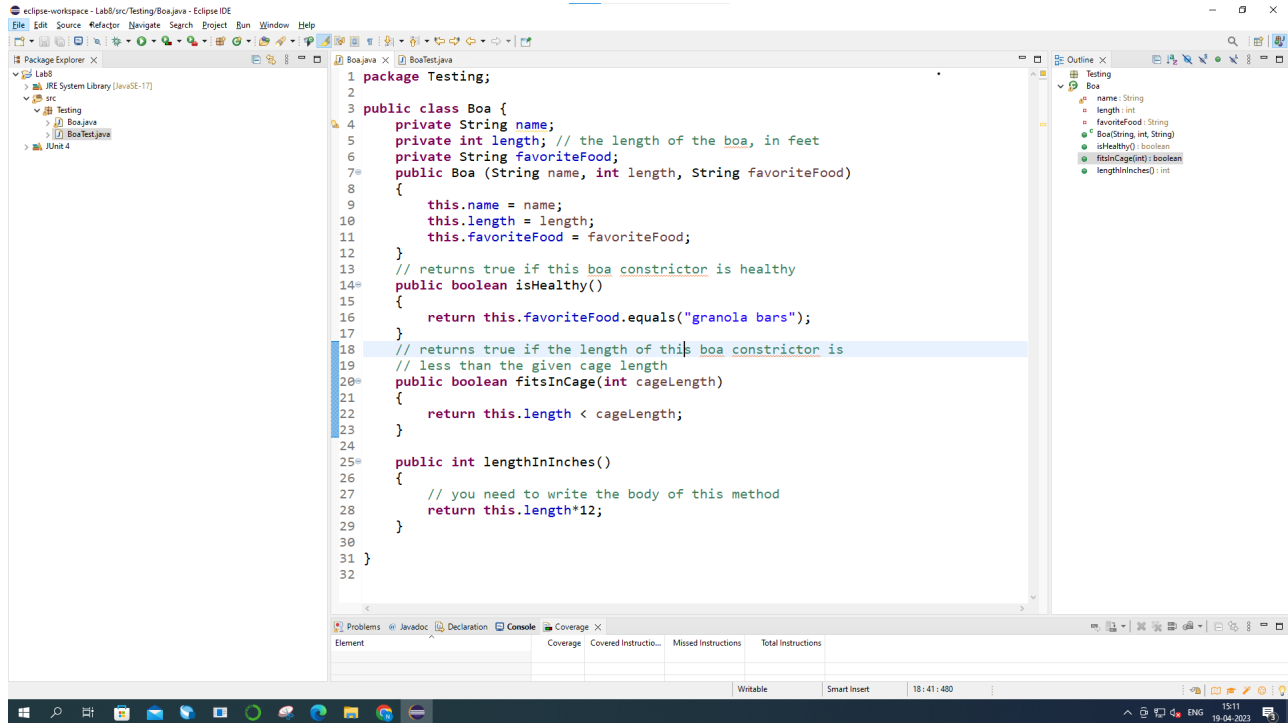 eclipse-workspace - Lab8/src/Testing/Boa.java - Eclipse IDE
File Edit Source Refactor Navigate Search Project Run Window Help
Package Explorer
Lab8
JRE System Library [JavaSE-17]
src
Testing
Boa.java
BoaTest.java
JUnit 4
Boa.java BoaTest.java
1 package Testing;
2
3 public class Boa {
4 private String name;
5 private int length; // the length of the boa, in feet
6 private String favoriteFood;
7 public Boa (String name, int length, String favoriteFood)
8 {
9 this.name = name;
10 this.length = length;
11 this.favoriteFood = favoriteFood;
12 }
13 // returns true if this boa constrictor is healthy
14 public boolean isHealthy()
15 {
16 return this.favoriteFood.equals("granola bars");
17 }
18 // returns true if the length of this boa constrictor is
19 // less than the given cage length
20 public boolean fitsInCage(int cageLength)
21 {
22 return this.length < cageLength;
23 }
24
25 public int lengthInInches()
26 {
27 // you need to write the body of this method
28 return this.length*12;
29 }
30
31 }
32
Outline
Testing
Boa
name : String
length : int
favoriteFood : String
Boa(String, int, String)
isHealthy() : boolean
fitsInCage(int) : boolean
lengthInInches() : int
Problems Javadoc Declaration Console Coverage
Element Coverage Covered Instructio... Missed Instructions Total Instructions
Writable Smart Insert 18 : 41 : 480
ENG 15:11
19-04-2023